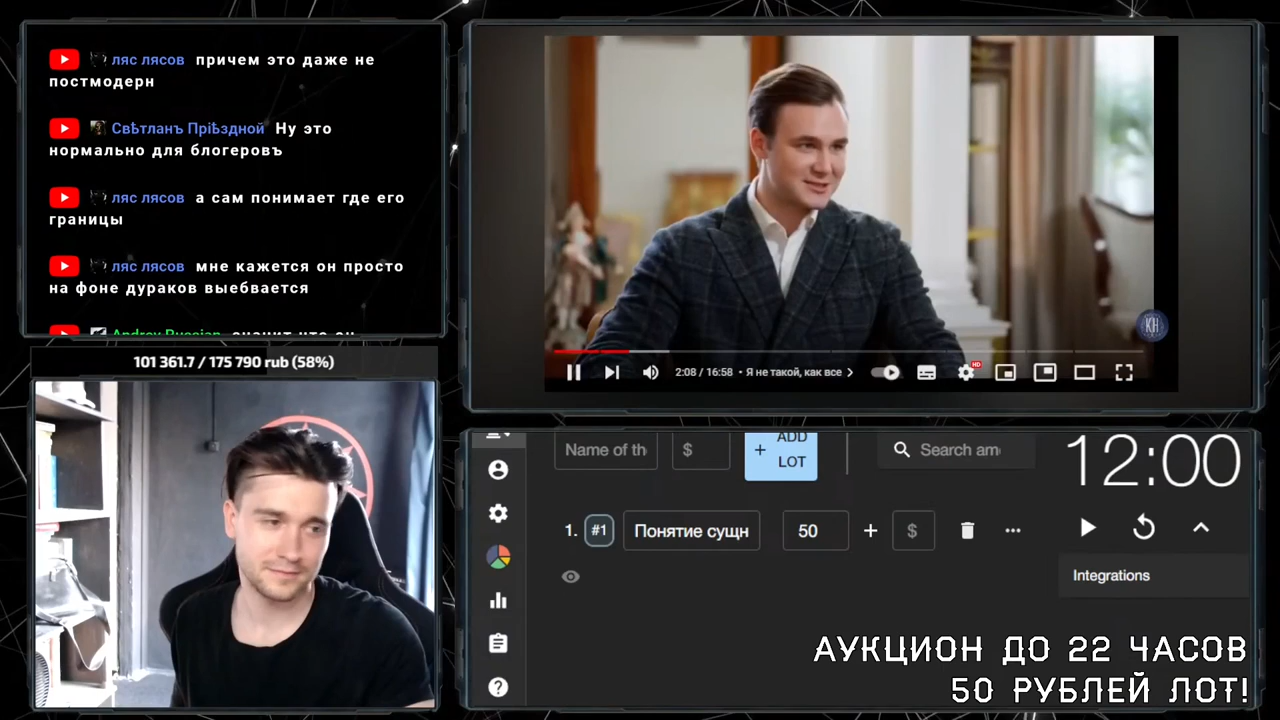 ляс лясов причем это даже не
постмодерн
Свѣтланъ Прiѣздной Ну это
нормально для блогеровъ
ляс лясов а сам понимает где его
границы
ляс лясов мне кажется он просто
на фоне дураков выебвается
101 361.7 / 175 790 rub (58%)
КН
2:08 / 16:58 • Я не такой, как все
HD
Name of th
$
+ ADD
LOT
Search am
12:00
1. #1 Понятие сущн 50 + $
Integrations
АУКЦИОН ДО 22 ЧАСОВ
50 РУБЛЕЙ ЛОТ!